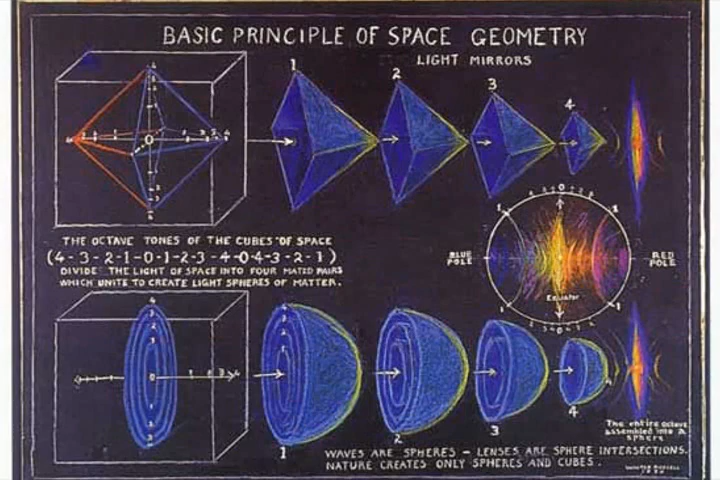 BASIC PRINCIPLE OF SPACE GEOMETRY
LIGHT MIRRORS
1
2
3
4
THE OCTAVE TONES OF THE CUBES OF SPACE
(4-3-2-1-0-1-2-3-4-0-4-3-2-1)
DIVIDE THE LIGHT OF SPACE INTO FOUR MATED PAIRS
WHICH UNITE TO CREATE LIGHT SPHERES OF MATTER.
BLUE POLE
RED POLE
Equator
1
2
3
4
The entire octave
assembled into a
sphere
WAVES ARE SPHERES - LENSES ARE SPHERE INTERSECTIONS.
NATURE CREATES ONLY SPHERES AND CUBES.